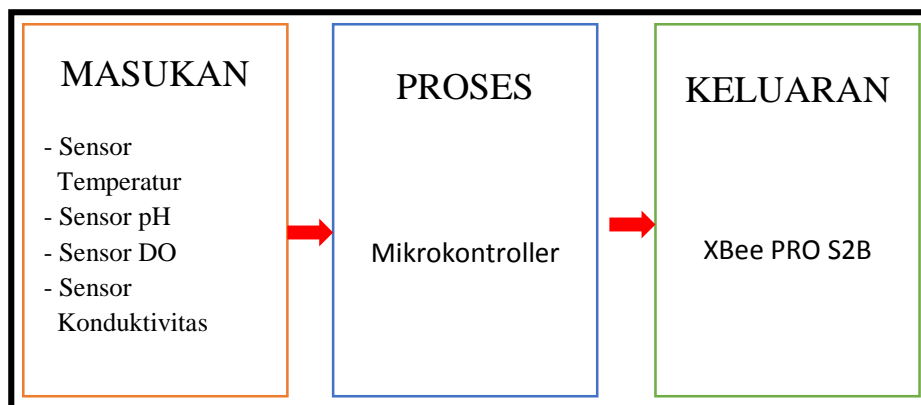 MASUKAN
- Sensor
Temperatur
- Sensor pH
- Sensor DO
- Sensor
Konduktivitas
PROSES
Mikrokontroller
KELUARAN
XBee PRO S2B